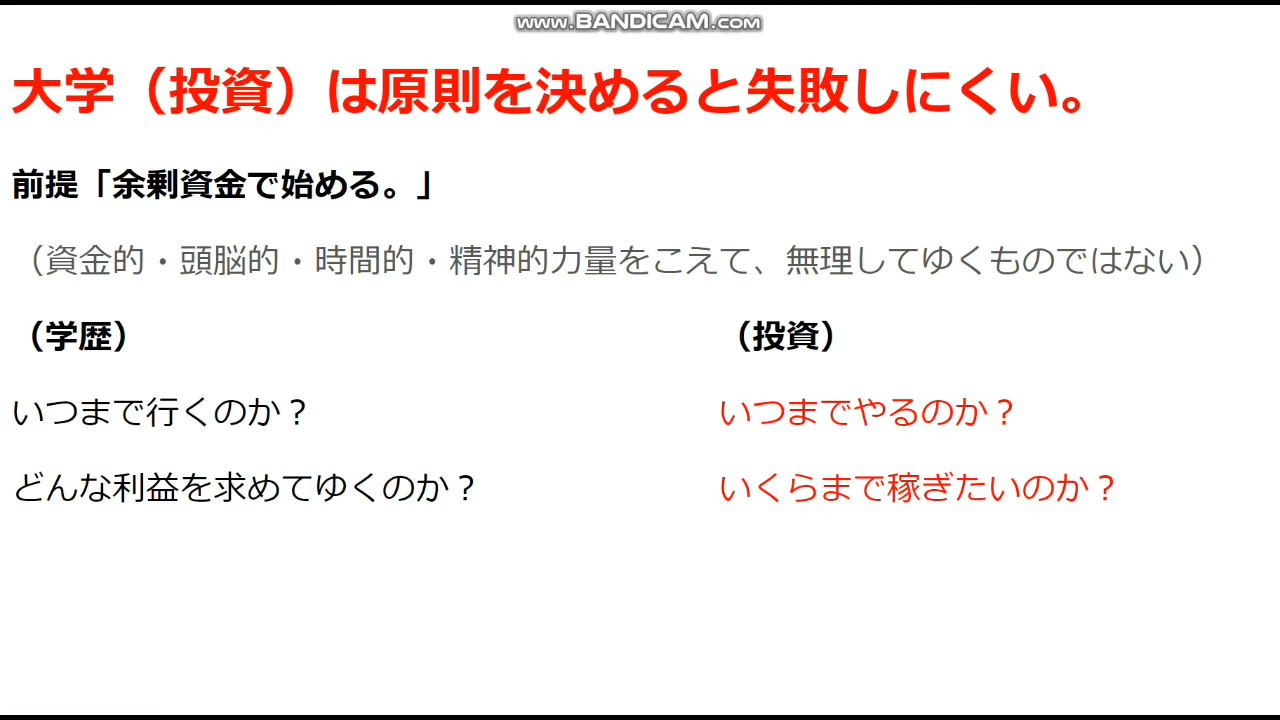 www.BANDICAM.com
大学（投資）は原則を決めると失敗しにくい。
前提「余剰資金で始める。」
（資金的・頭脳的・時間的・精神的力量をこえて、無理してゆくものではない）
（学歴）
（投資）
いつまで行くのか？
いつまでやるのか？
どんな利益を求めてゆくのか？
いくらまで稼ぎたいのか？